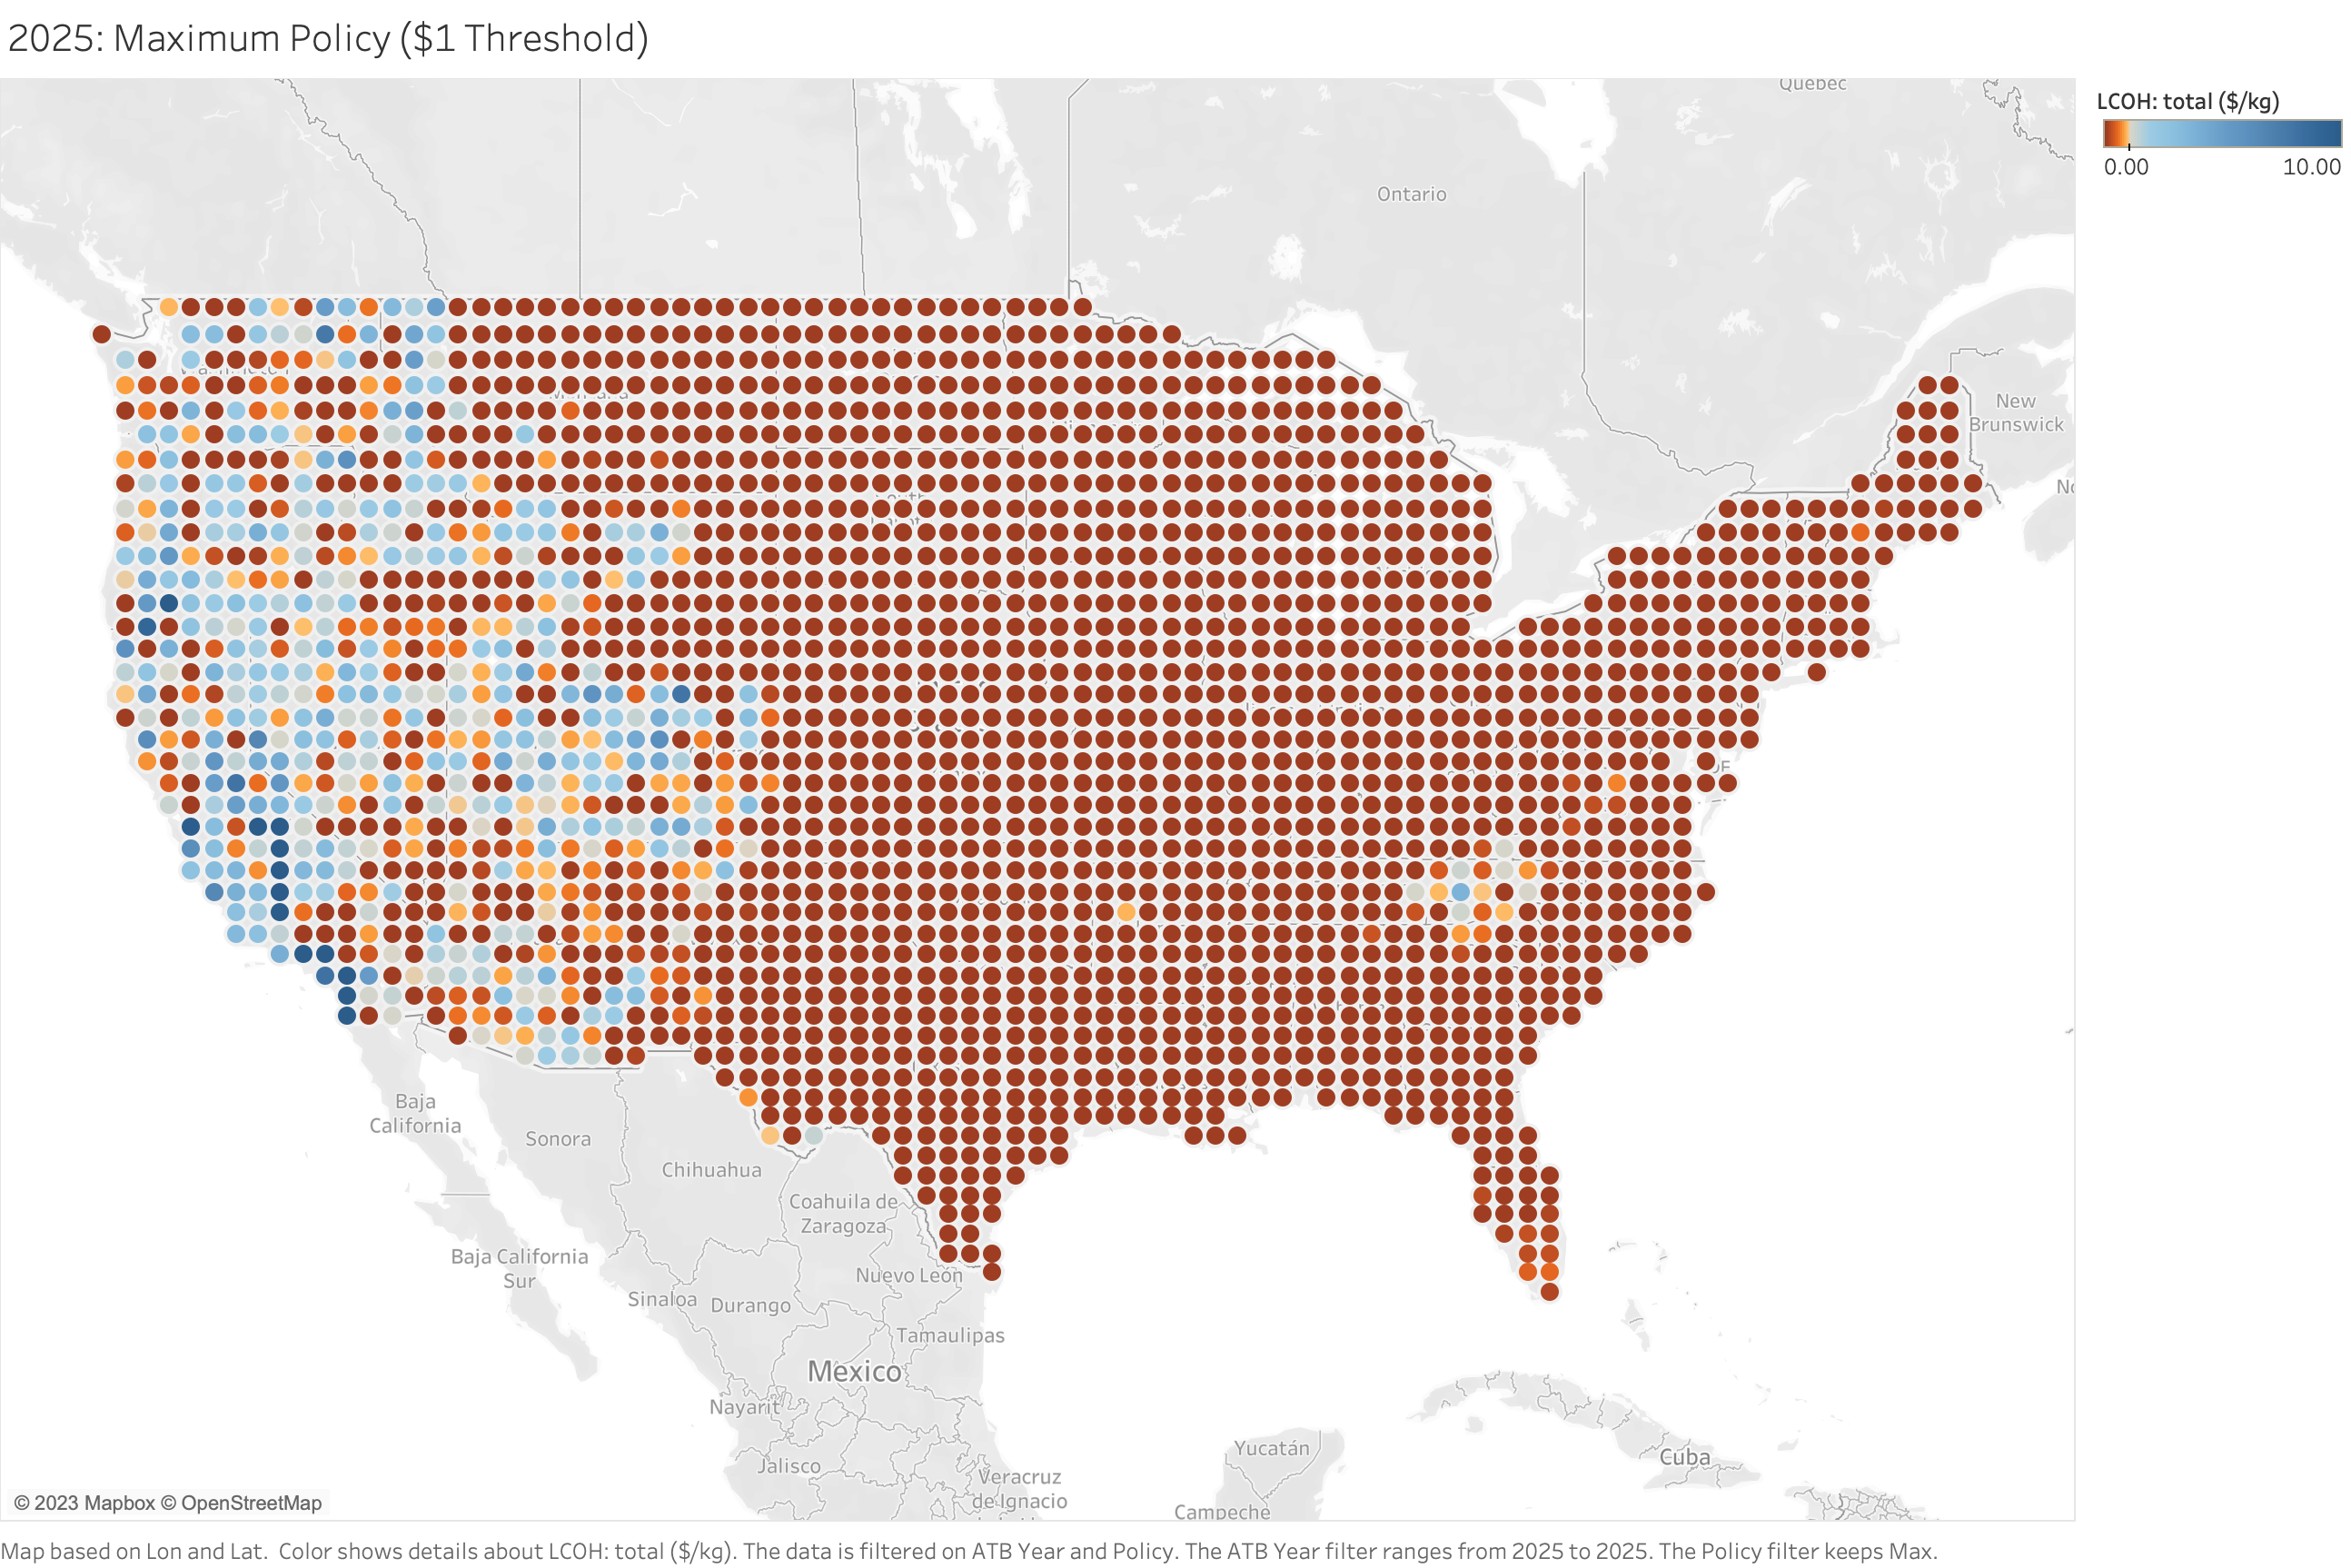 2025: Maximum Policy ($1 Threshold)
LCOH: total ($/kg)
0.00 10.00
Quebec
Ontario
New
Brunswick
Baja
California
Sonora
Chihuahua
Coahuila de
Zaragoza
Baja California
Sur
Nuevo León
Sinaloa
Durango
Tamaulipas
Mexico
Nayarit
Yucatán
Cuba
Jalisco
Veracruz
de Ignacio
Campeche
© 2023 Mapbox © OpenStreetMap
Map based on Lon and Lat. Color shows details about LCOH: total ($/kg). The data is filtered on ATB Year and Policy. The ATB Year filter ranges from 2025 to 2025. The Policy filter keeps Max.